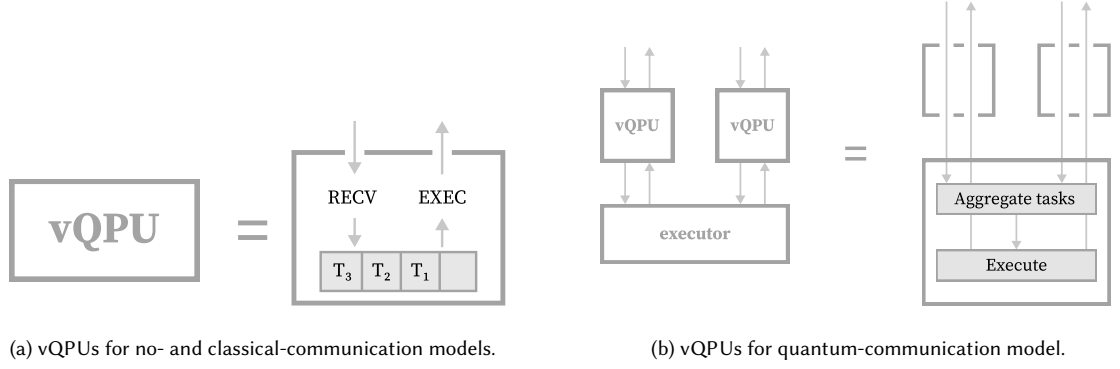 vQPU
=
RECV EXEC
T₃ T₂ T₁
(a) vQPUs for no- and classical-communication models.
vQPU vQPU
executor
=
Aggregate tasks
Execute
(b) vQPUs for quantum-communication model.